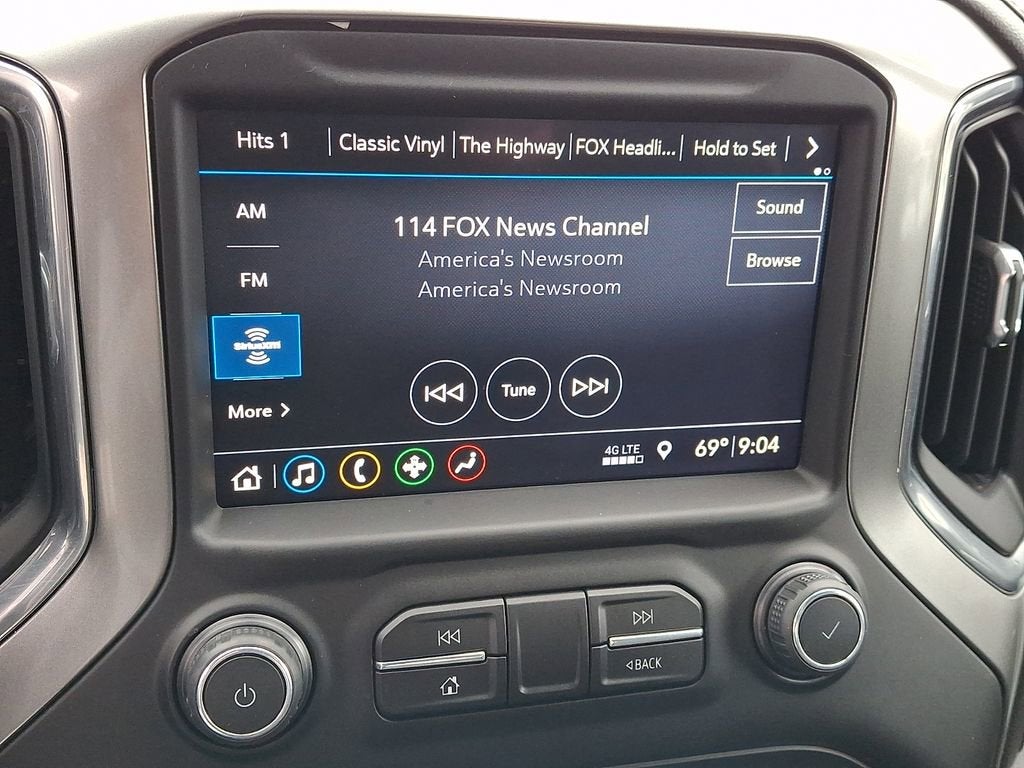 Hits 1 Classic Vinyl The Highway FOX Headli... Hold to Set
AM
FM
SiriusXM
More
114 FOX News Channel
America's Newsroom
America's Newsroom
Sound
Browse
Tune
4G LTE
69° 9:04
BACK